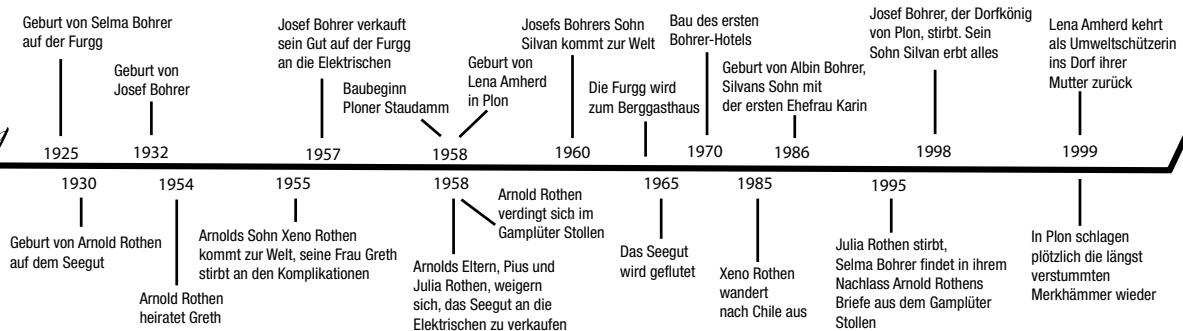 Geburt von Selma Bohrer
auf der Furgg
Geburt von
Josef Bohrer
Josef Bohrer verkauft
sein Gut auf der Furgg
an die Elektrischen
Baubeginn
Ploner Staudamm
Geburt von
Lena Amherd
in Plon
Josefs Bohrers Sohn
Silvan kommt zur Welt
Die Furgg wird
zum Berggasthaus
Bau des ersten
Bohrer-Hotels
Geburt von Albin Bohrer,
Silvans Sohn mit
der ersten Ehefrau Karin
Josef Bohrer, der Dorfkönig
von Plon, stirbt. Sein
Sohn Silvan erbt alles
Lena Amherd kehrt
als Umweltschützerin
ins Dorf ihrer
Mutter zurück
1925
1932
1957
1958
1960
1970
1986
1998
1999
1930
1954
1955
1958
1965
1985
1995
Geburt von Arnold Rothen
auf dem Seegut
Arnold Rothen
heiratet Greth
Arnolds Sohn Xeno Rothen
kommt zur Welt, seine Frau Greth
stirbt an den Komplikationen
Arnolds Eltern, Pius und
Julia Rothen, weigern
sich, das Seegut an die
Elektrischen zu verkaufen
Arnold Rothen
verdingt sich im
Gamplüter Stollen
Das Seegut
wird geflutet
Xeno Rothen
wandert
nach Chile aus
Julia Rothen stirbt,
Selma Bohrer findet in ihrem
Nachlass Arnold Rothens
Briefe aus dem Gamplüter
Stollen
In Plon schlagen
plötzlich die längst
verstummten
Merkhämmer wieder